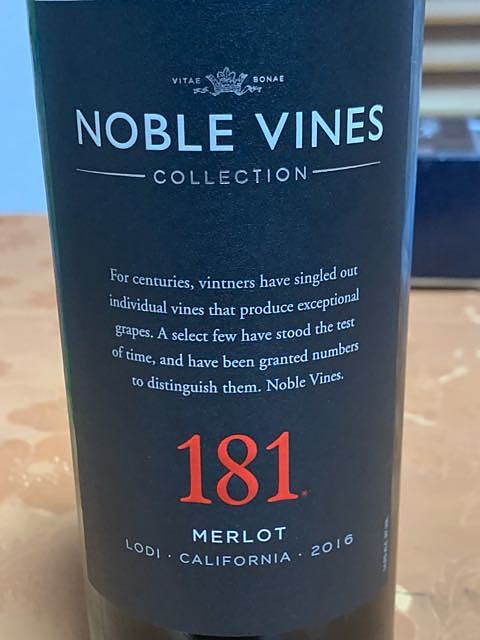 VITAE BONAE
NOBLE VINES
COLLECTION
For centuries, vintners have singled out
individual vines that produce exceptional
grapes. A select few have stood the test
of time, and have been granted numbers
to distinguish them. Noble Vines.
181
MERLOT
LODI · CALIFORNIA · 2016